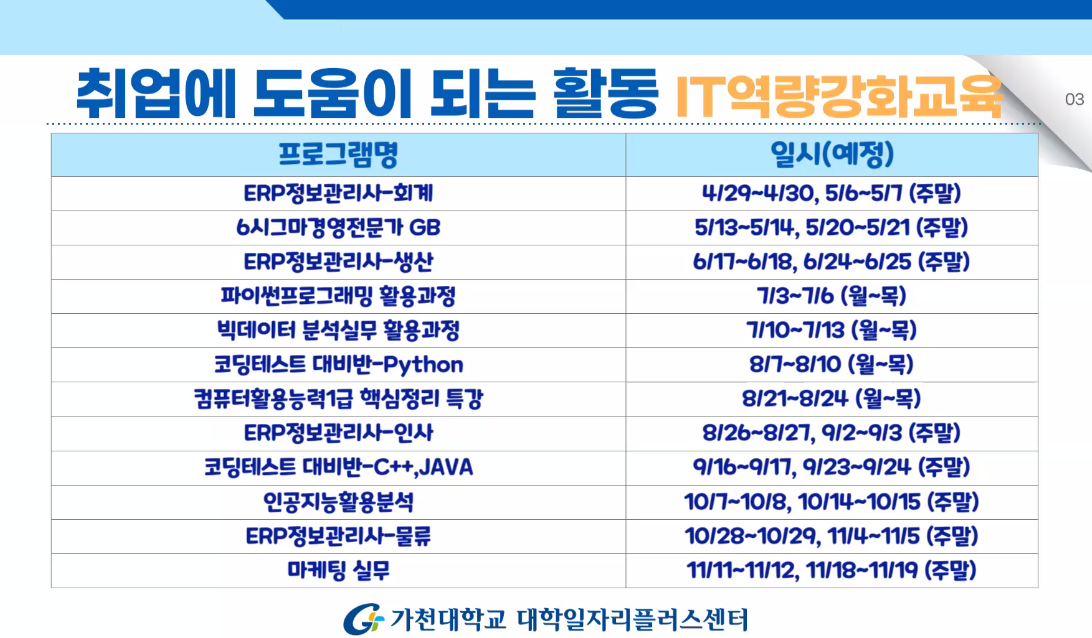 취업에 도움이 되는 활동 IT역량강화교육
03
프로그램명 일시(예정)
ERP정보관리사-회계 4/29~4/30, 5/6~5/7 (주말)
6시그마경영전문가 GB 5/13~5/14, 5/20~5/21 (주말)
ERP정보관리사-생산 6/17~6/18, 6/24~6/25 (주말)
파이썬프로그래밍 활용과정 7/3~7/6 (월~목)
빅데이터 분석실무 활용과정 7/10~7/13 (월~목)
코딩테스트 대비반-Python 8/7~8/10 (월~목)
컴퓨터활용능력1급 핵심정리 특강 8/21~8/24 (월~목)
ERP정보관리사-인사 8/26~8/27, 9/2~9/3 (주말)
코딩테스트 대비반-C++,JAVA 9/16~9/17, 9/23~9/24 (주말)
인공지능활용분석 10/7~10/8, 10/14~10/15 (주말)
ERP정보관리사-물류 10/28~10/29, 11/4~11/5 (주말)
마케팅 실무 11/11~11/12, 11/18~11/19 (주말)
가천대학교 대학일자리플러스센터